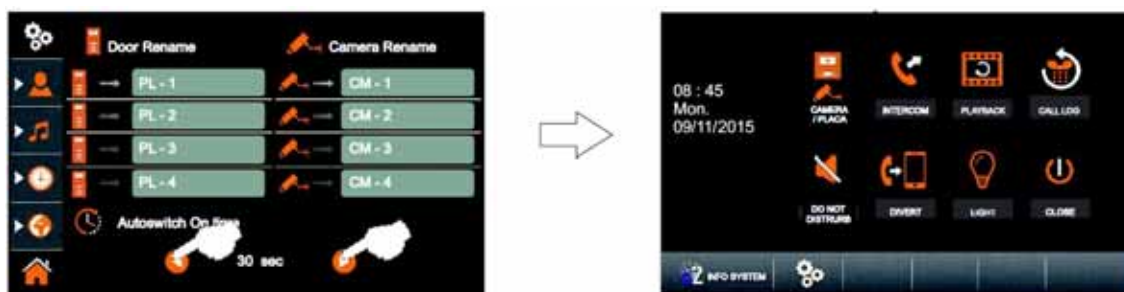 Door Rename
Camera Rename
PL - 1
CM - 1
PL - 2
CM - 2
PL - 3
CM - 3
PL - 4
CM - 4
Autoswitch On time
30 sec
08 : 45
Mon.
09/11/2015
CAMERA
/ PLACA
INTERCOM
PLAYBACK
CALL LOG
DO NOT
DISTRURB
DIVERT
LIGHT
CLOSE
2 INFO SYSTEM